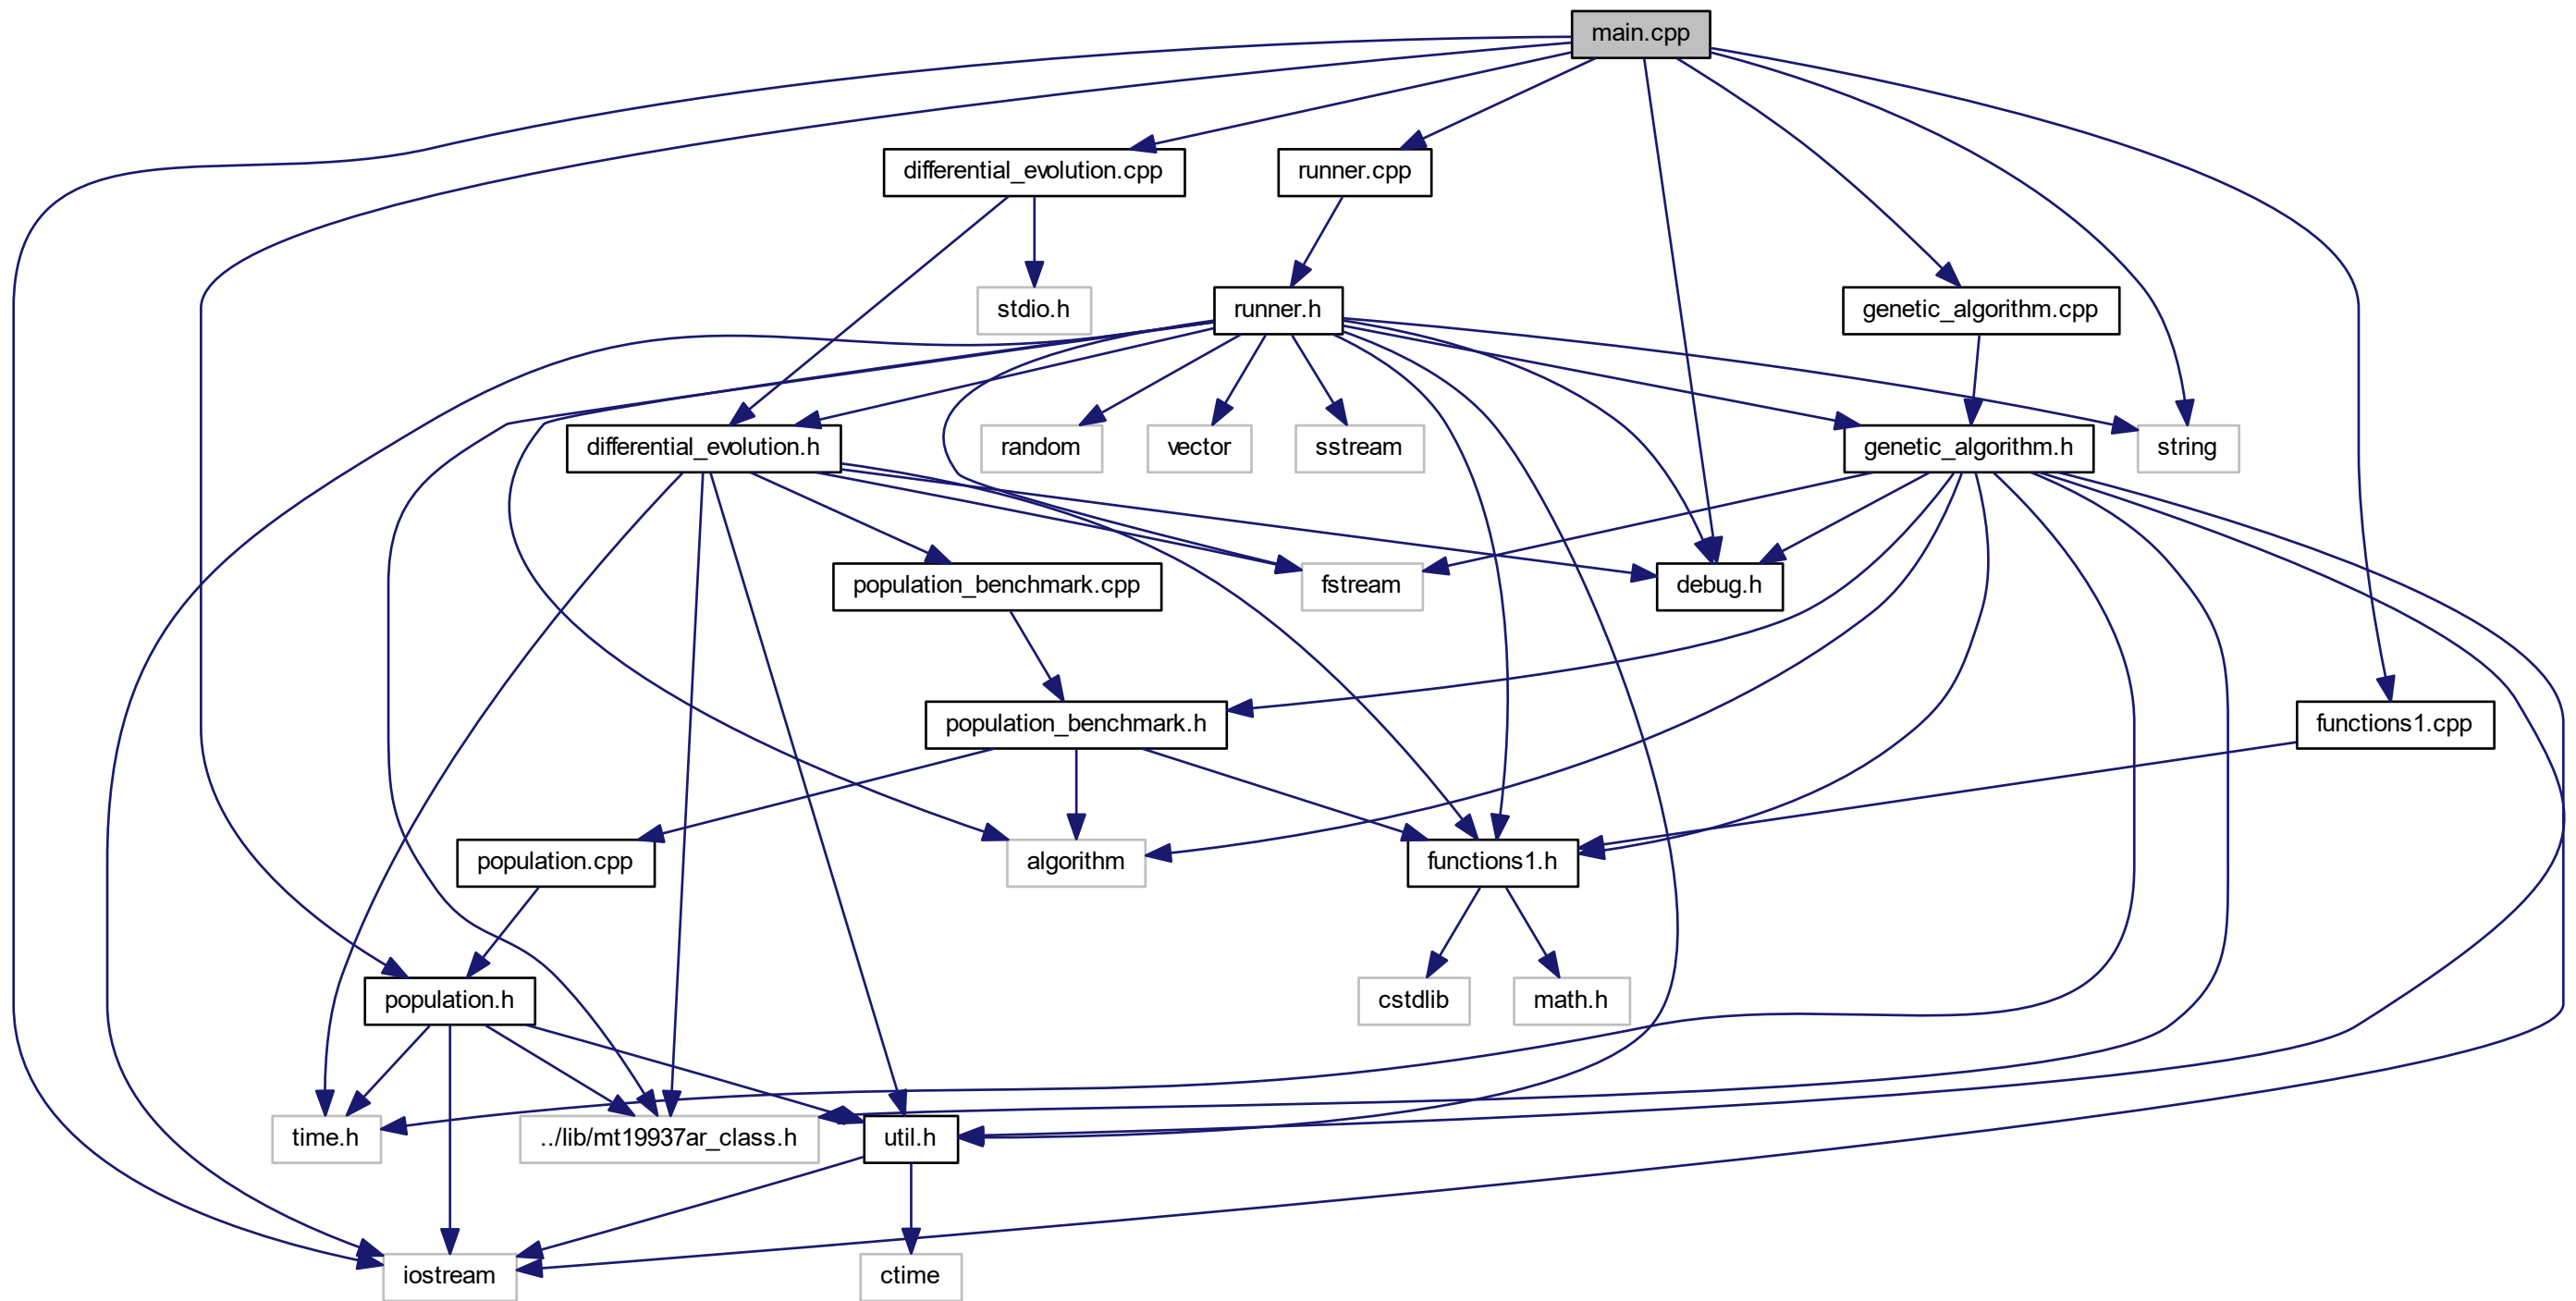 main.cpp
differential_evolution.cpp
runner.cpp
stdio.h
runner.h
genetic_algorithm.cpp
differential_evolution.h
random
vector
sstream
genetic_algorithm.h
string
population_benchmark.cpp
fstream
debug.h
population_benchmark.h
functions1.cpp
population.cpp
algorithm
functions1.h
population.h
cstdlib
math.h
time.h
../lib/mt19937ar_class.h
util.h
iostream
ctime